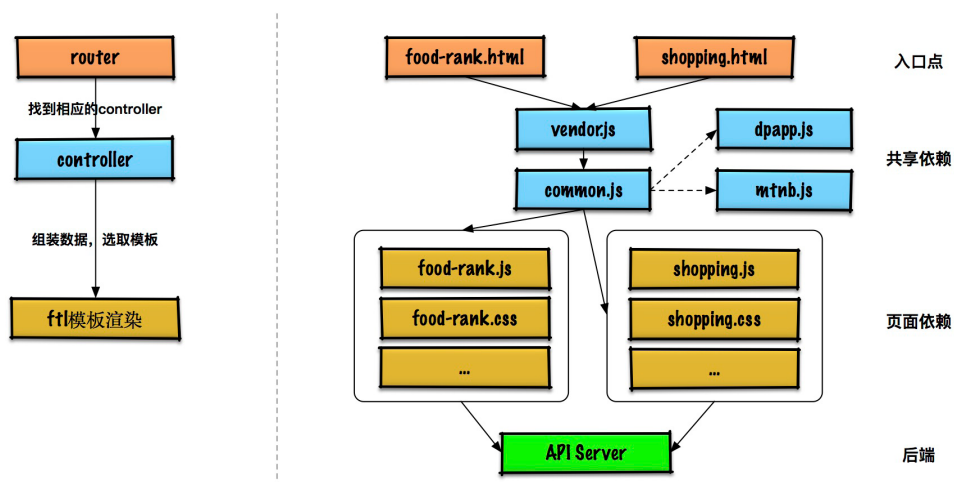 router
找到相应的controller
controller
组装数据，选取模板
ftl模板渲染
food-rank.html
shopping.html
入口点
vendor.js
dpapp.js
共享依赖
common.js
mtnb.js
food-rank.js
shopping.js
food-rank.css
shopping.css
页面依赖
...
...
API Server
后端